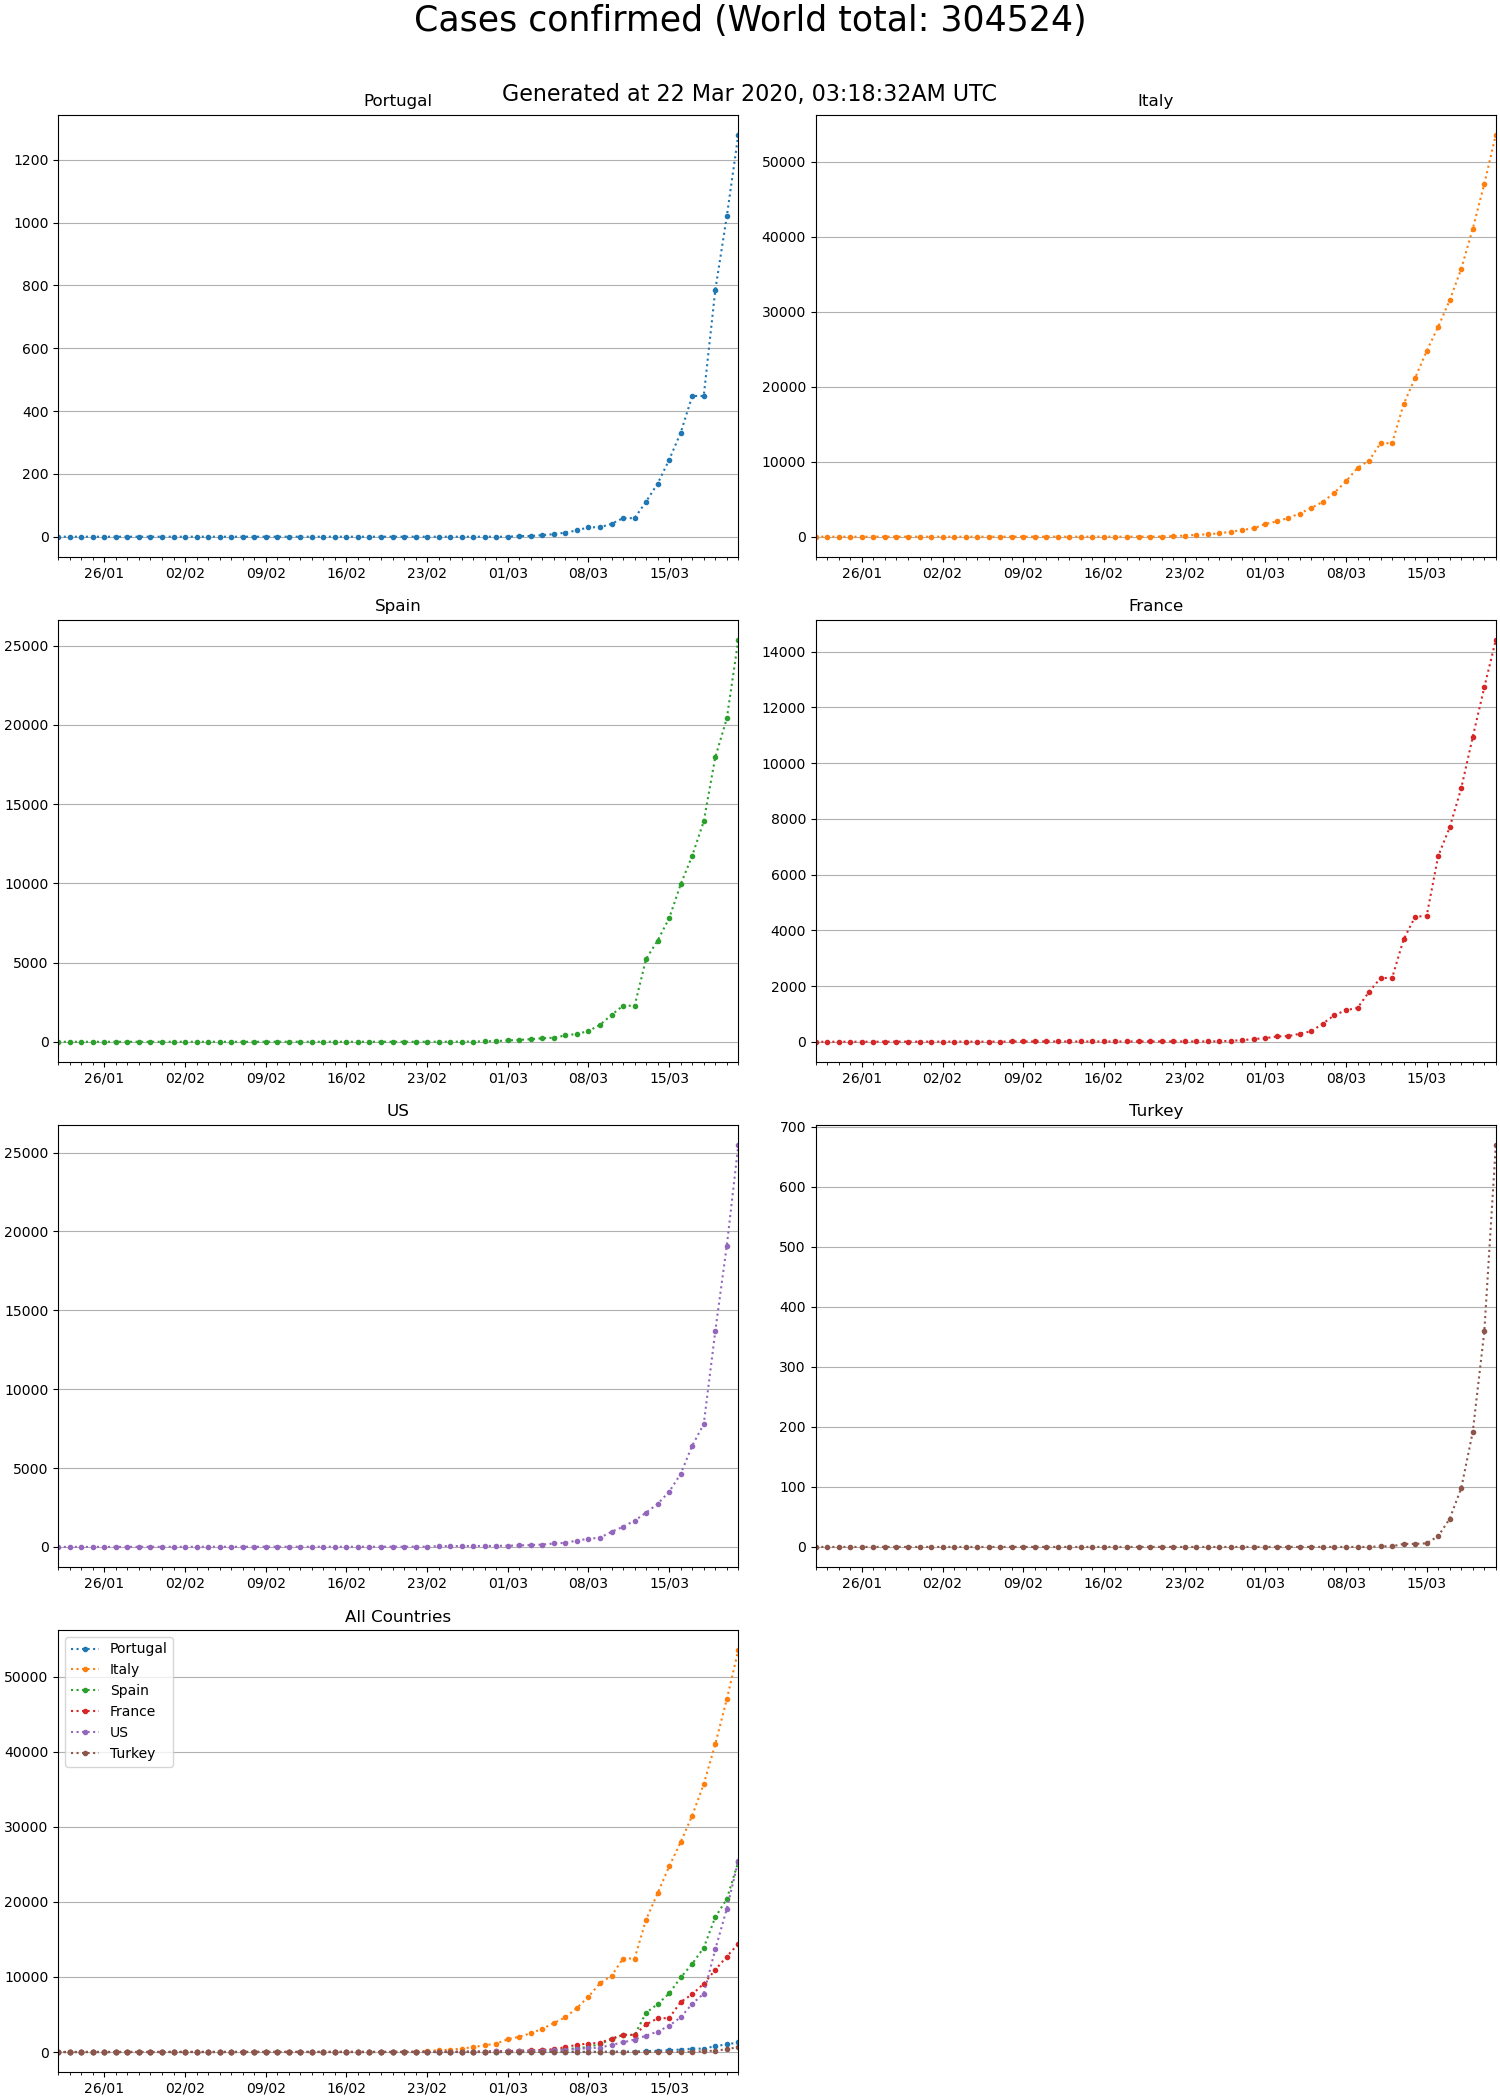 Cases confirmed (World total: 304524)
Generated at 22 Mar 2020, 03:18:32AM UTC
Portugal
1200
1000
800
600
400
200
0
26/01 02/02 09/02 16/02 23/02 01/03 08/03 15/03
Italy
50000
40000
30000
20000
10000
0
26/01 02/02 09/02 16/02 23/02 01/03 08/03 15/03
Spain
25000
20000
15000
10000
5000
0
26/01 02/02 09/02 16/02 23/02 01/03 08/03 15/03
France
14000
12000
10000
8000
6000
4000
2000
0
26/01 02/02 09/02 16/02 23/02 01/03 08/03 15/03
US
25000
20000
15000
10000
5000
0
26/01 02/02 09/02 16/02 23/02 01/03 08/03 15/03
Turkey
700
600
500
400
300
200
100
0
26/01 02/02 09/02 16/02 23/02 01/03 08/03 15/03
All Countries
Portugal
Italy
Spain
France
US
Turkey
50000
40000
30000
20000
10000
0
26/01 02/02 09/02 16/02 23/02 01/03 08/03 15/03